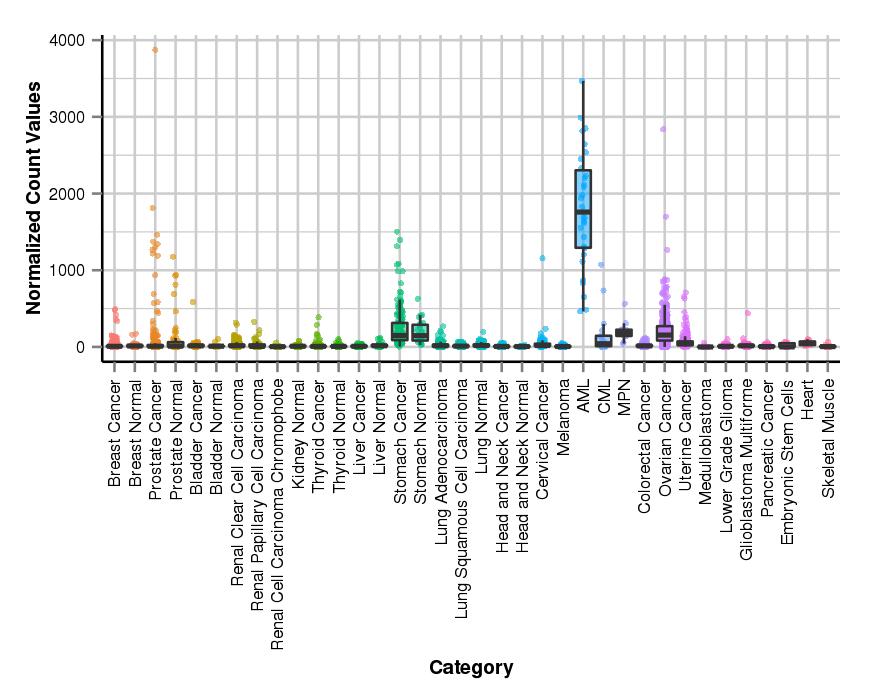 4000
3000
2000
1000
0
Normalized Count Values
Breast Cancer
Breast Normal
Prostate Cancer
Prostate Normal
Bladder Cancer
Bladder Normal
Renal Clear Cell Carcinoma
Renal Papillary Cell Carcinoma
Renal Cell Carcinoma Chromophobe
Kidney Normal
Thyroid Cancer
Thyroid Normal
Liver Cancer
Liver Normal
Stomach Cancer
Stomach Normal
Lung Adenocarcinoma
Lung Squamous Cell Carcinoma
Lung Normal
Head and Neck Cancer
Head and Neck Normal
Cervical Cancer
Melanoma
AML
CML
MPN
Colorectal Cancer
Ovarian Cancer
Uterine Cancer
Medulloblastoma
Lower Grade Glioma
Glioblastoma Multiforme
Pancreatic Cancer
Embryonic Stem Cells
Heart
Skeletal Muscle
Category